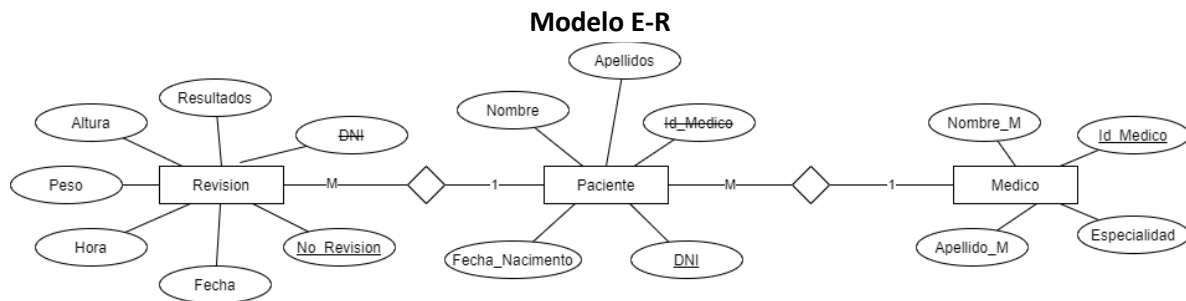 Modelo E-R
Apellidos
Resultados
Nombre
Altura
DNI
Id_Medico
Nombre_M
Id_Medico
Peso
Revision
M
1
Paciente
M
1
Medico
Hora
No_Revision
Fecha_Nacimento
DNI
Apellido_M
Especialidad
Fecha